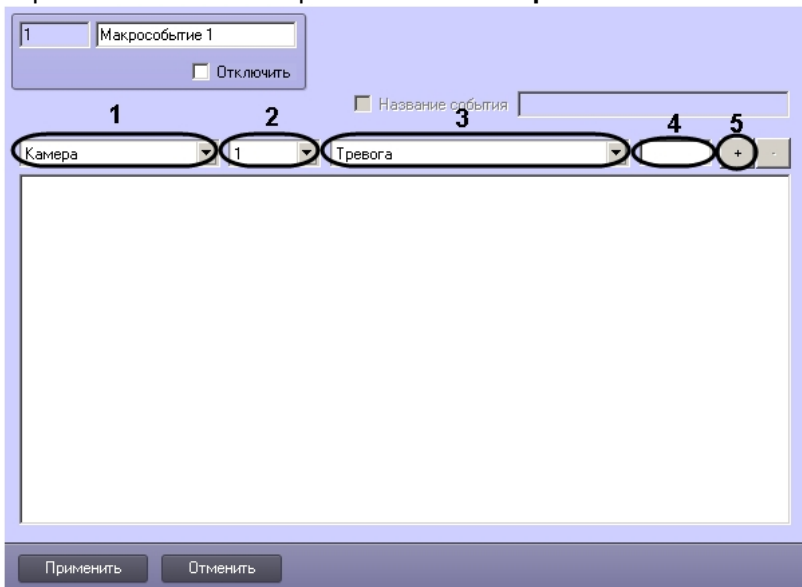 1 Макрособытие 1
Отключить
Название события
1 2 3 4 5
Камера 1 Тревога + -
Применить Отменить